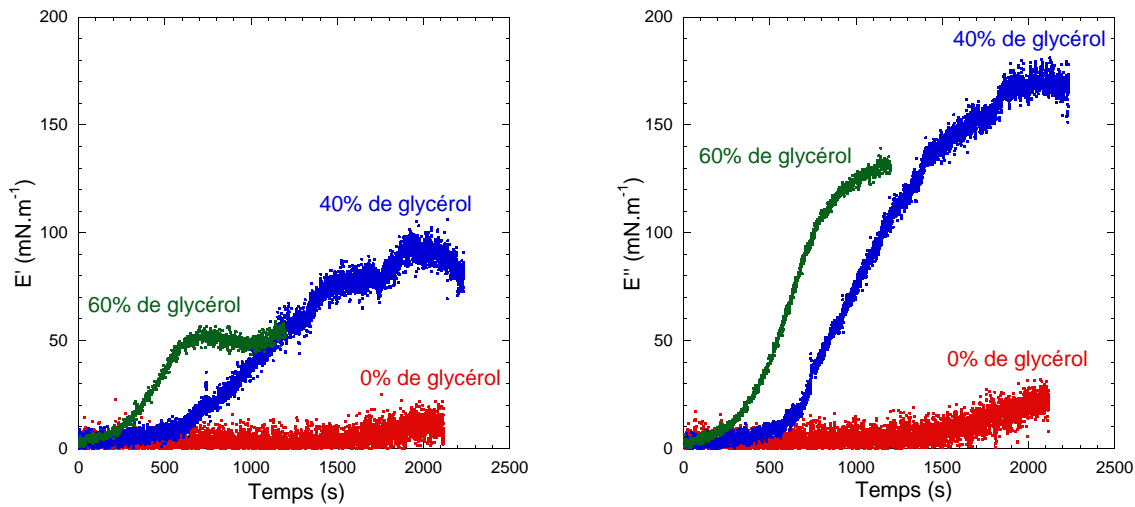 200
150
100
50
0
E' (mN.m-1)
40% de glycérol
60% de glycérol
0% de glycérol
0 500 1000 1500 2000 2500
Temps (s)
200
150
100
50
0
E'' (mN.m-1)
40% de glycérol
60% de glycérol
0% de glycérol
0 500 1000 1500 2000 2500
Temps (s)